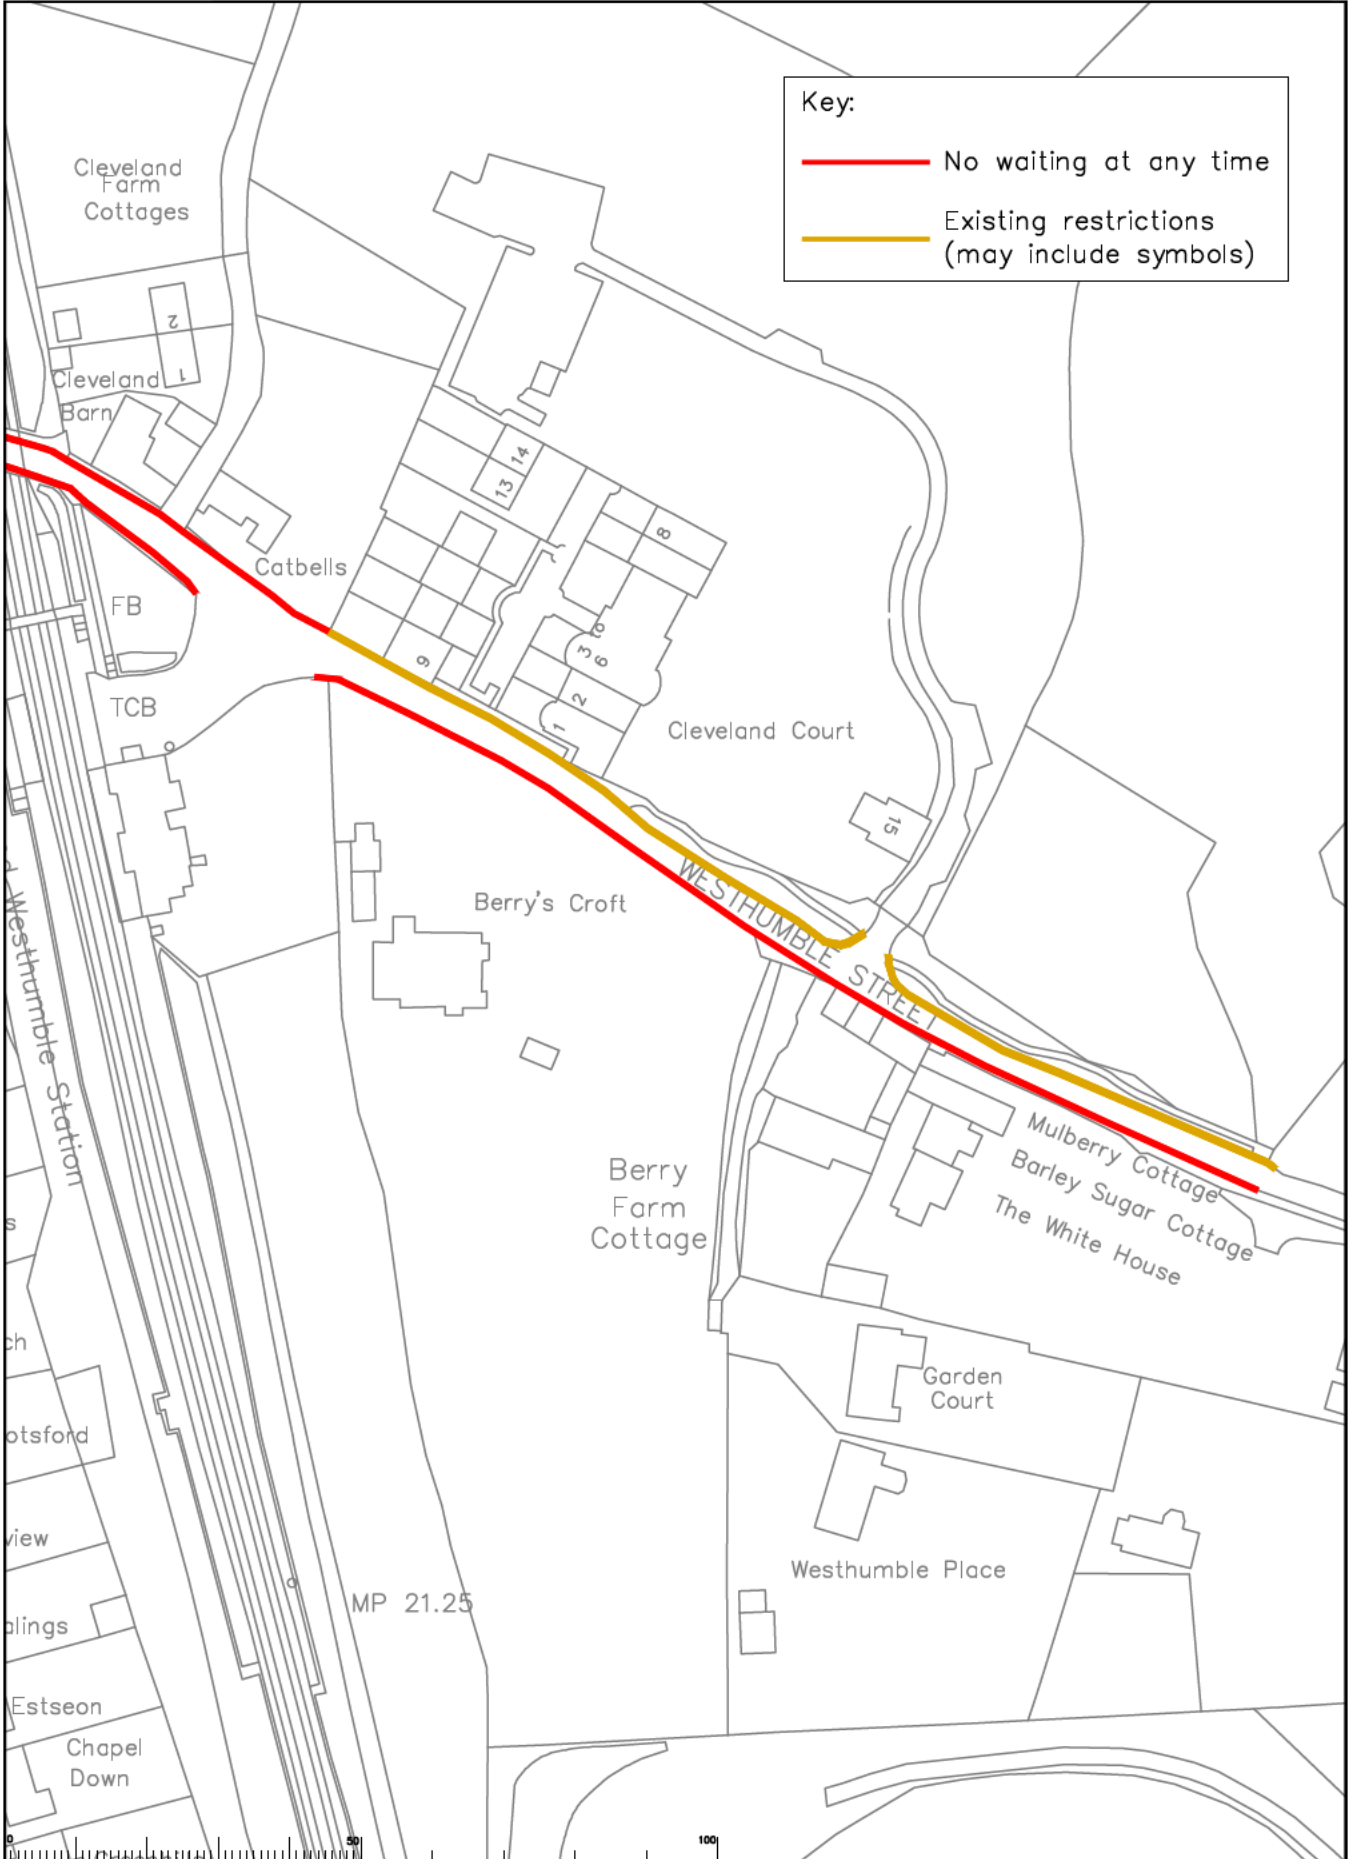 Key:
No waiting at any time
Existing restrictions
(may include symbols)
Cleveland
Farm
Cottages
2
1
Cleveland
Barn
14
13
8
Catbells
FB
9
3
6
2
1
TCB
Cleveland Court
15
Berry's Croft
WESTHUMBLE STREET
d Westhumble Station
Berry
Farm
Cottage
Mulberry Cottage
Barley Sugar Cottage
The White House
s
ch
Garden
Court
otsford
view
Westhumble Place
MP 21.25
alings
Estseon
Chapel
Down
0
50
100